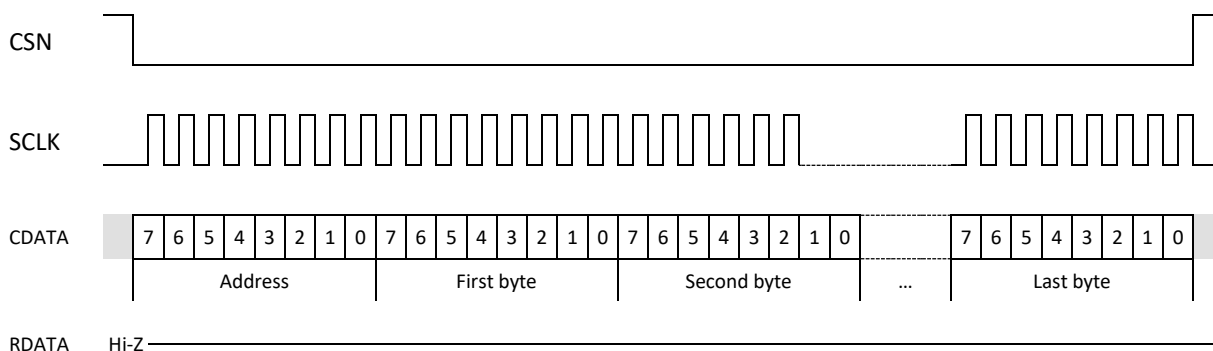 CSN
SCLK
CDATA 7 6 5 4 3 2 1 0 7 6 5 4 3 2 1 0 7 6 5 4 3 2 1 0 7 6 5 4 3 2 1 0
Address First byte Second byte ... Last byte
RDATA Hi-Z